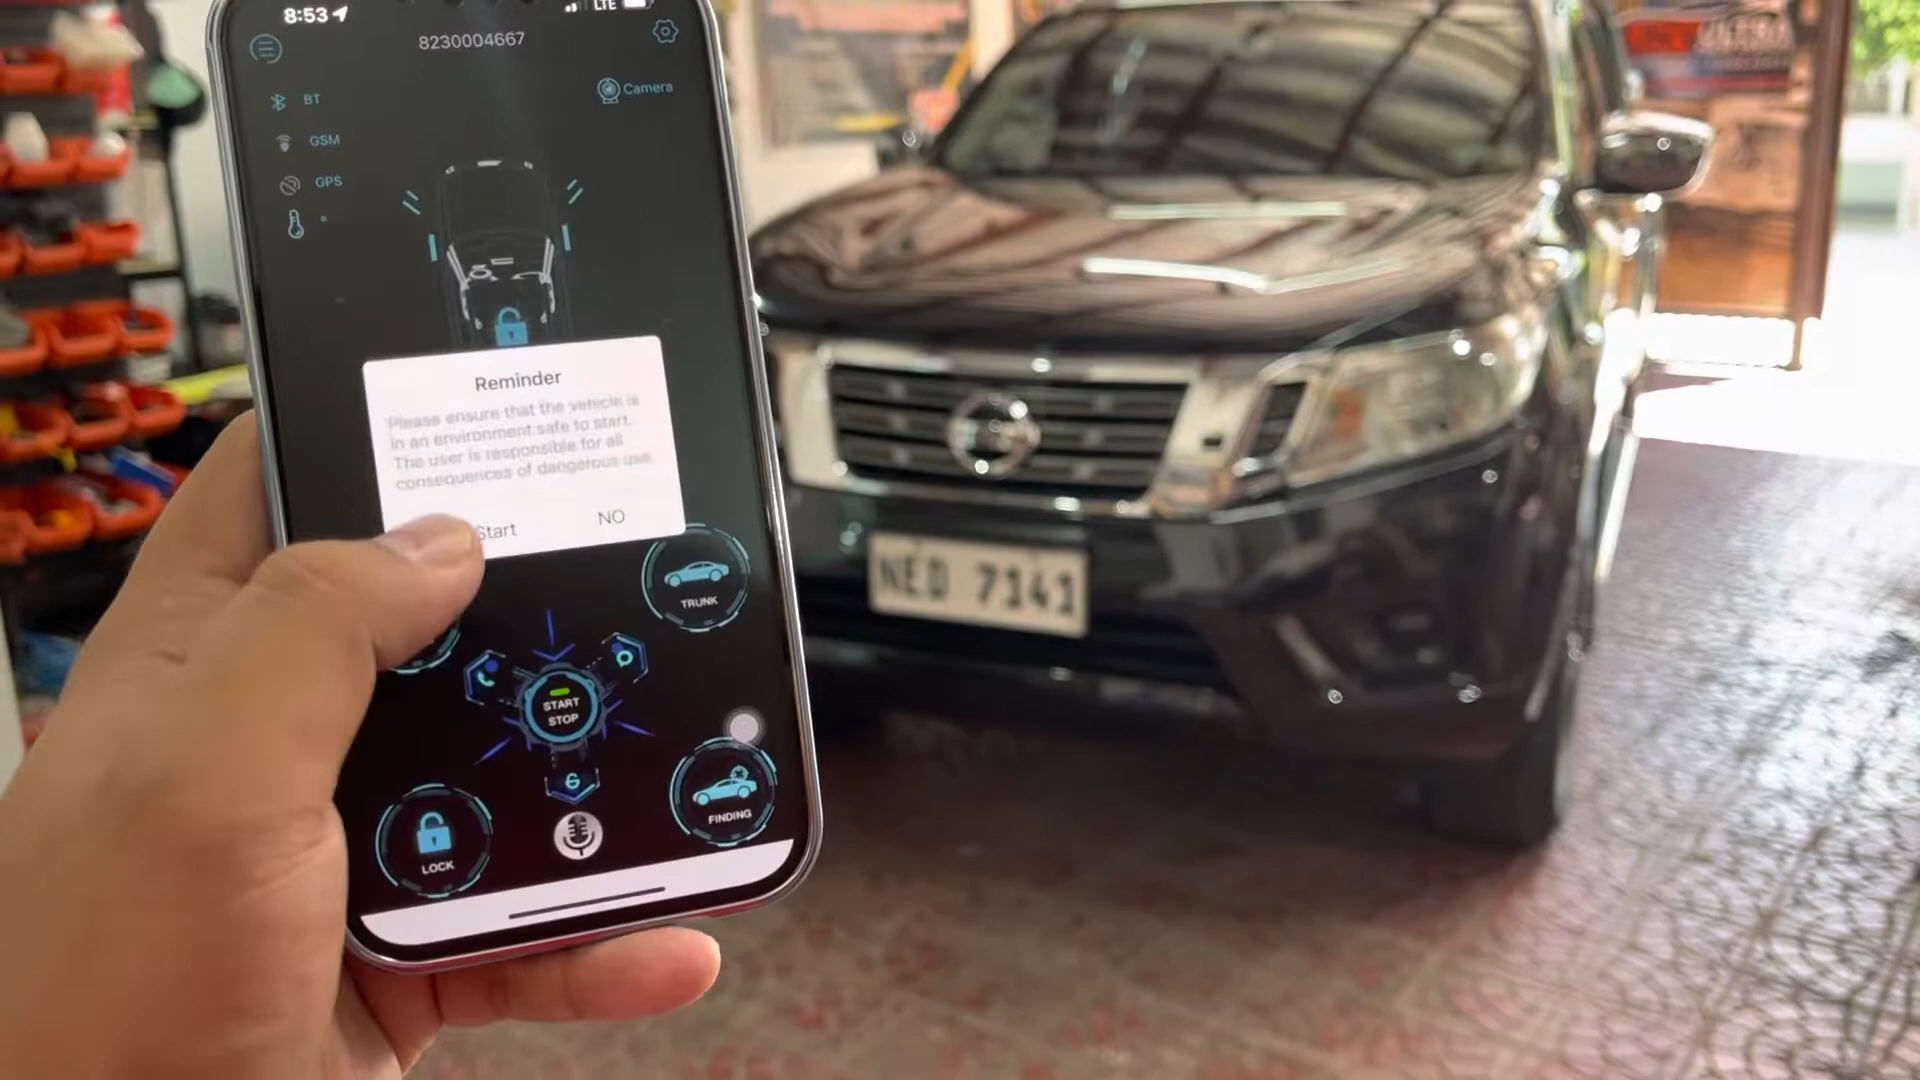 8:53
LTE
8230004667
BT
Camera
GSM
GPS
Reminder
Please ensure that the vehicle is
in an environment safe to start.
The user is responsible for all
consequences of dangerous use.
Start
NO
TRUNK
START
STOP
FINDING
LOCK
NED 7141
ULTRA